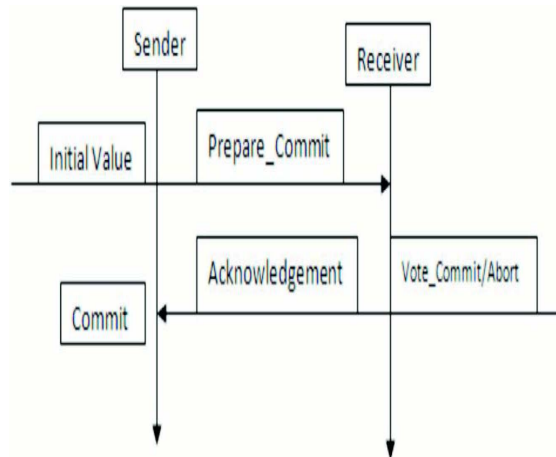 Sender
Receiver
Initial Value
Prepare_Commit
Acknowledgement
Vote_Commit/Abort
Commit